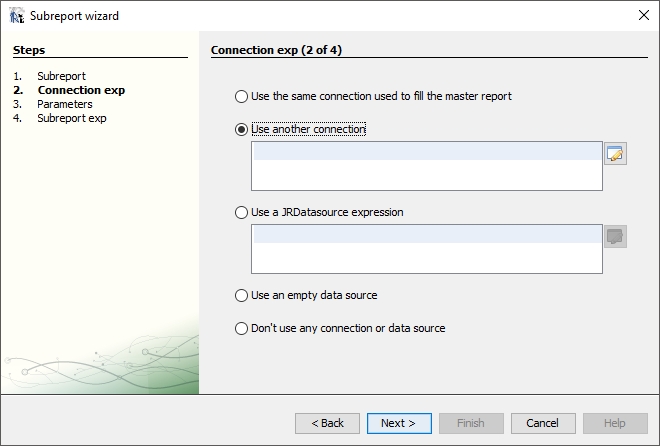 Subreport wizard
Steps
1. Subreport
2. Connection exp
3. Parameters
4. Subreport exp
Connection exp (2 of 4)
Use the same connection used to fill the master report
Use another connection
Use a JRDatasource expression
Use an empty data source
Don't use any connection or data source
< Back
Next >
Finish
Cancel
Help